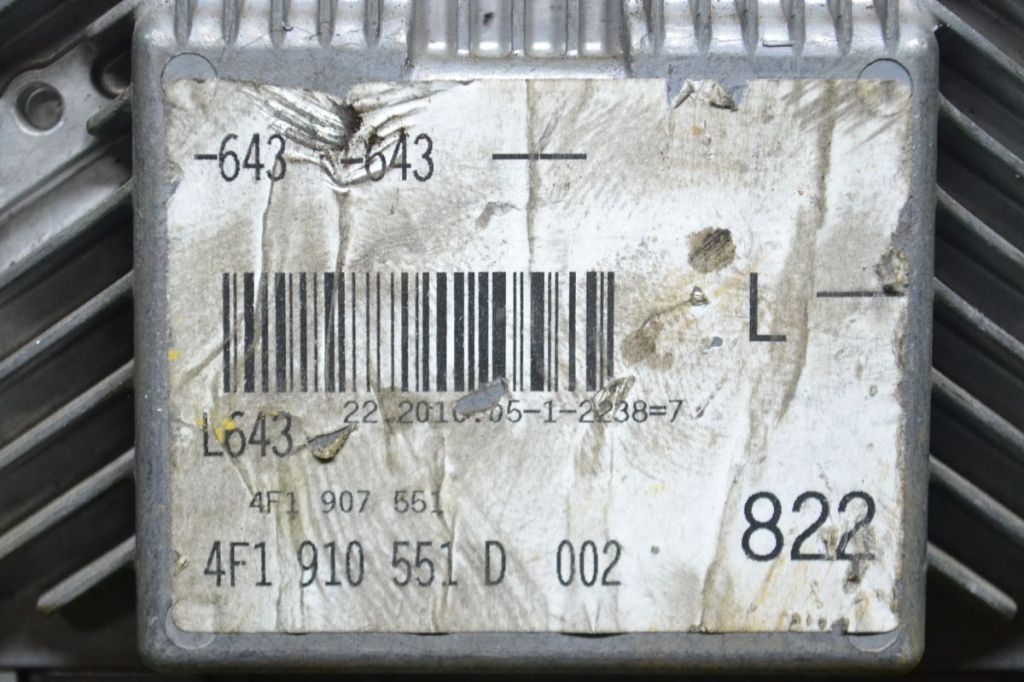 -643 -643 —
L —
22.2010.05-1-2238=7
L643
4F1 907 551
822
4F1 910 551 D 002